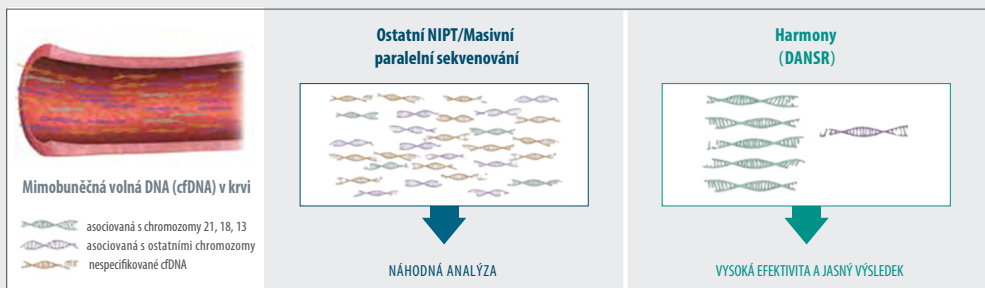 Mimobuněčná volná DNA (cfDNA) v krvi
asociovaná s chromozomy 21, 18, 13
asociovaná s ostatními chromozomy
nespecifikované cfDNA
Ostatní NIPT/Masivní
paralelní sekvenování
NÁHODNÁ ANALÝZA
Harmony
(DANSR)
VYSOKÁ EFEKTIVITA A JASNÝ VÝSLEDEK